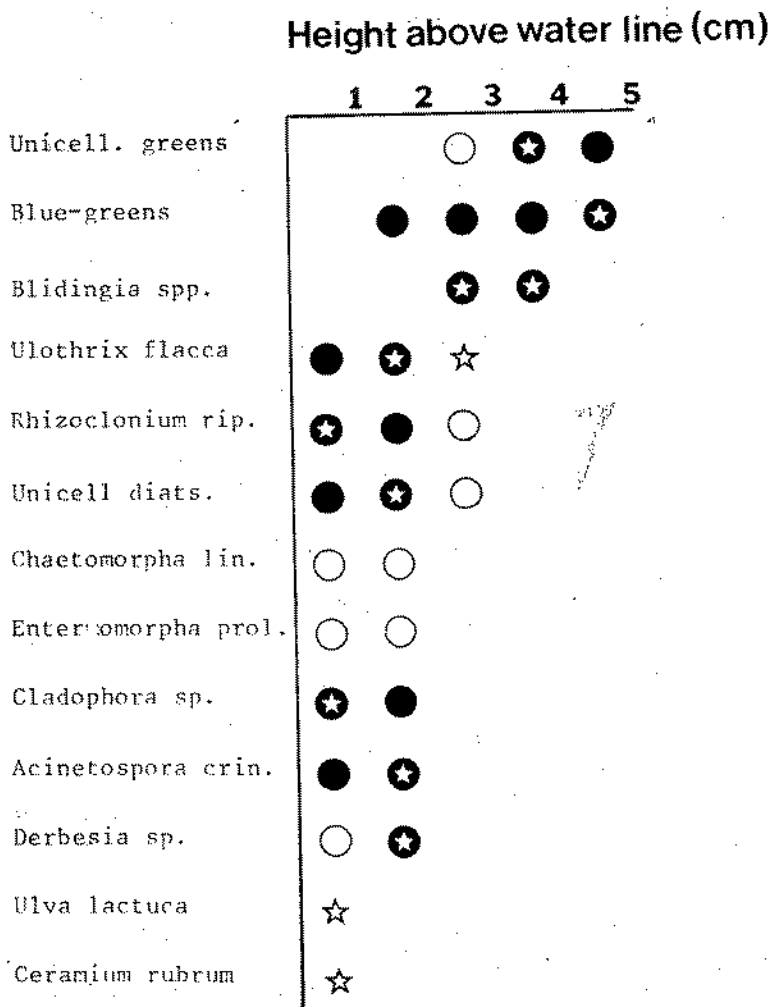 Height above water line (cm)
1 2 3 4 5
Unicell. greens
Blue-greens
Blidingia spp.
Ulothrix flacca
Rhizoclonium rip.
Unicell diats.
Chaetomorpha lin.
Enteromorpha prol.
Cladophora sp.
Acinetospora crin.
Derbesia sp.
Ulva lactuca
Ceramium rubrum